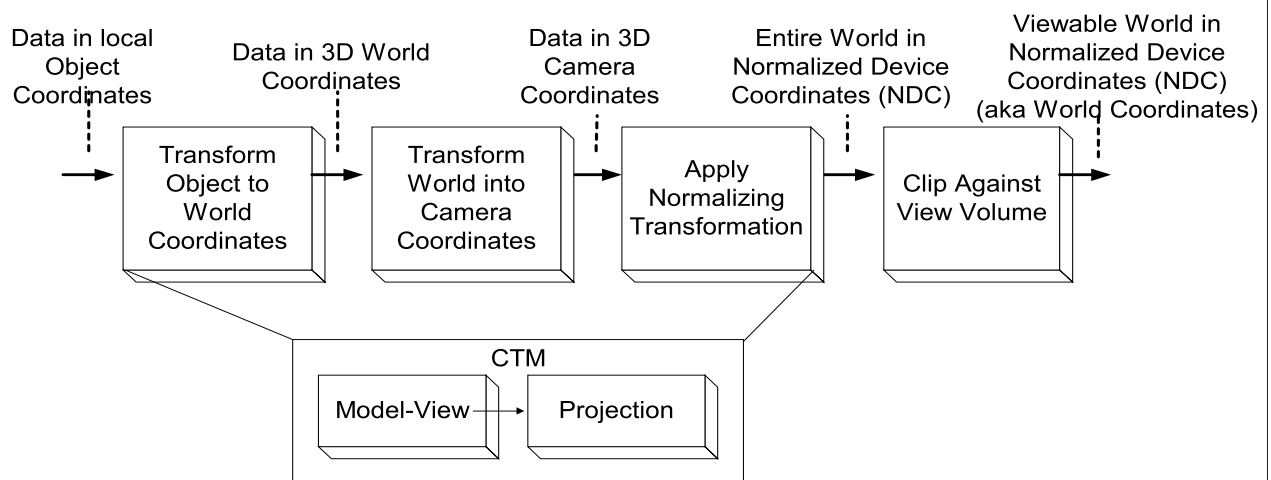 Data in local
Object
Coordinates
Data in 3D World
Coordinates
Data in 3D
Camera
Coordinates
Entire World in
Normalized Device
Coordinates (NDC)
Viewable World in
Normalized Device
Coordinates (NDC)
(aka World Coordinates)
Transform
Object to
World
Coordinates
Transform
World into
Camera
Coordinates
Apply
Normalizing
Transformation
Clip Against
View Volume
CTM
Model-View
Projection